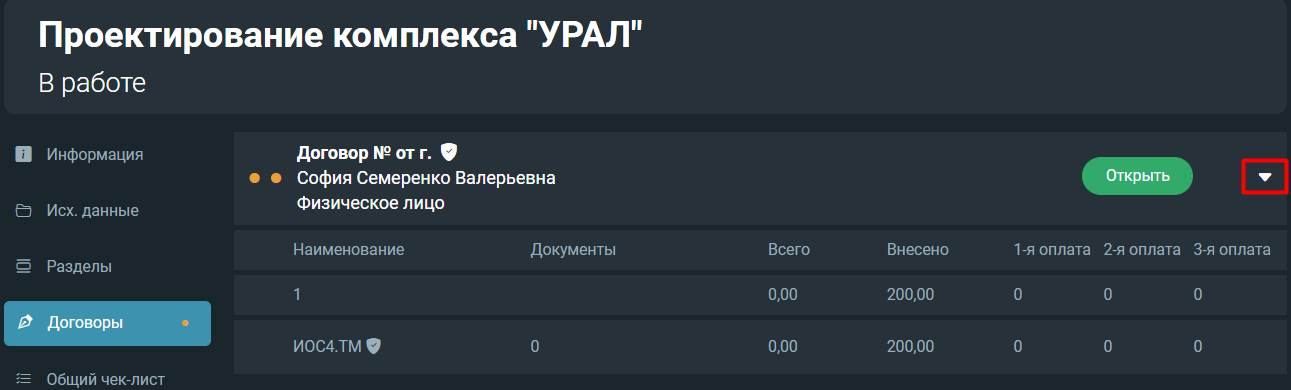 Проектирование комплекса "УРАЛ"
В работе
Информация
Исх. данные
Разделы
Договоры
Общий чек-лист
Договор № от г.
София Семеренко Валерьевна
Физическое лицо
Открыть
Наименование Документы Всего Внесено 1-я оплата 2-я оплата 3-я оплата
1 0,00 200,00 0 0 0
ИОС4.ТМ 0 0,00 200,00 0 0 0